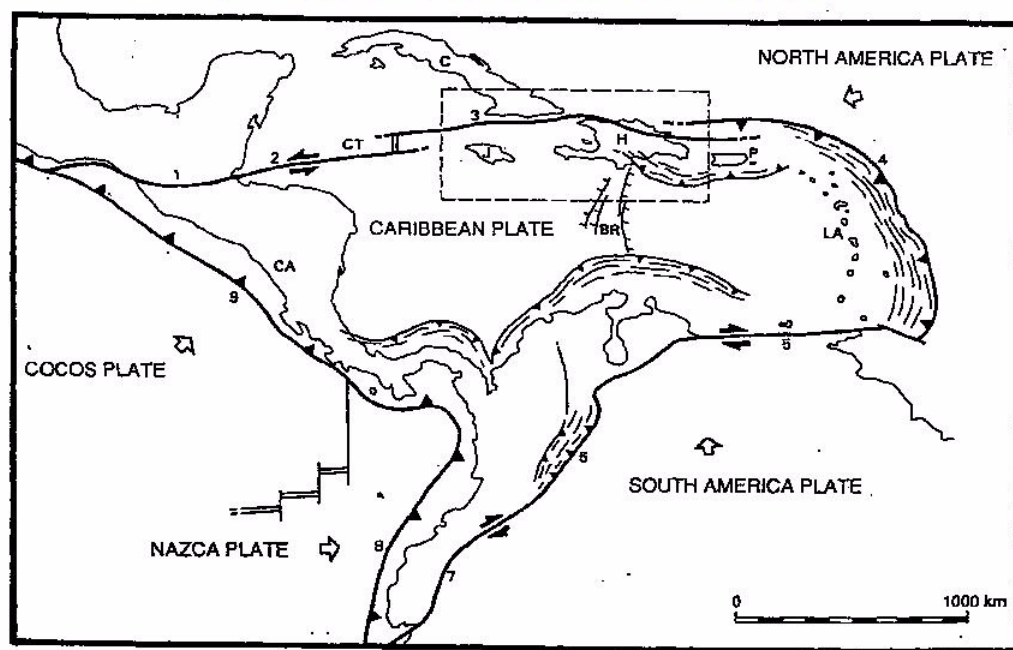 C
NORTH AMERICA PLATE
3
CT
2
J
H
P
4
1
CARIBBEAN PLATE
BR
LA
CA
9
COCOS PLATE
5
6
SOUTH AMERICA PLATE
NAZCA PLATE
8
7
0
1000 km